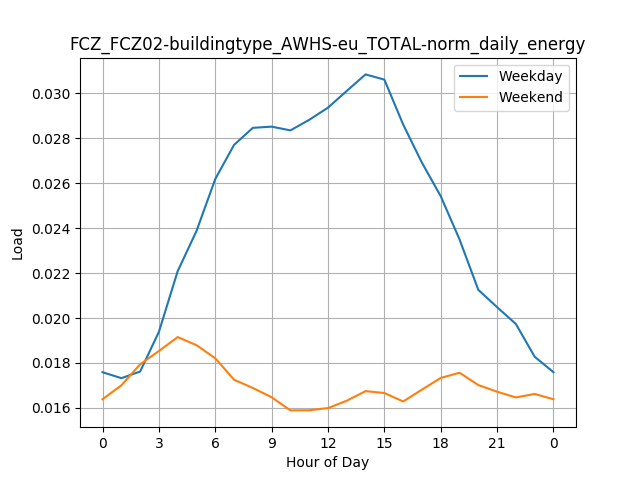 FCZ_FCZ02-buildingtype_AWHS-eu_TOTAL-norm_daily_energy
Weekday
Weekend
0.030
0.028
0.026
0.024
0.022
0.020
0.018
0.016
Load
0 3 6 9 12 15 18 21 0
Hour of Day